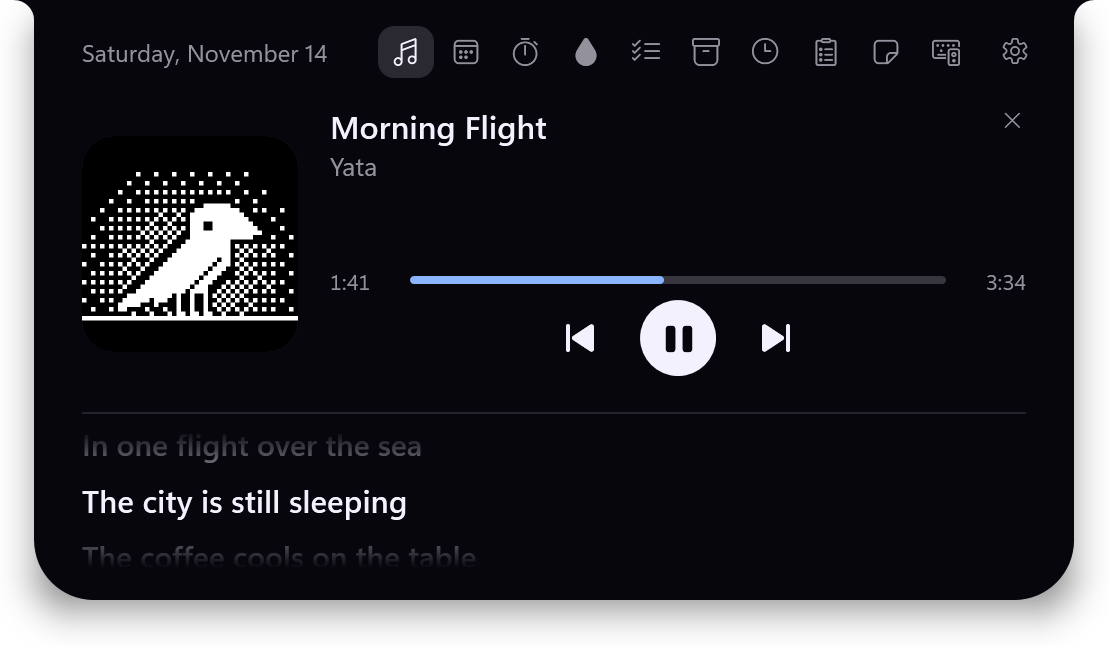 Saturday, November 14
Morning Flight
Yata
1:41
3:34
In one flight over the sea
The city is still sleeping
The coffee cools on the table